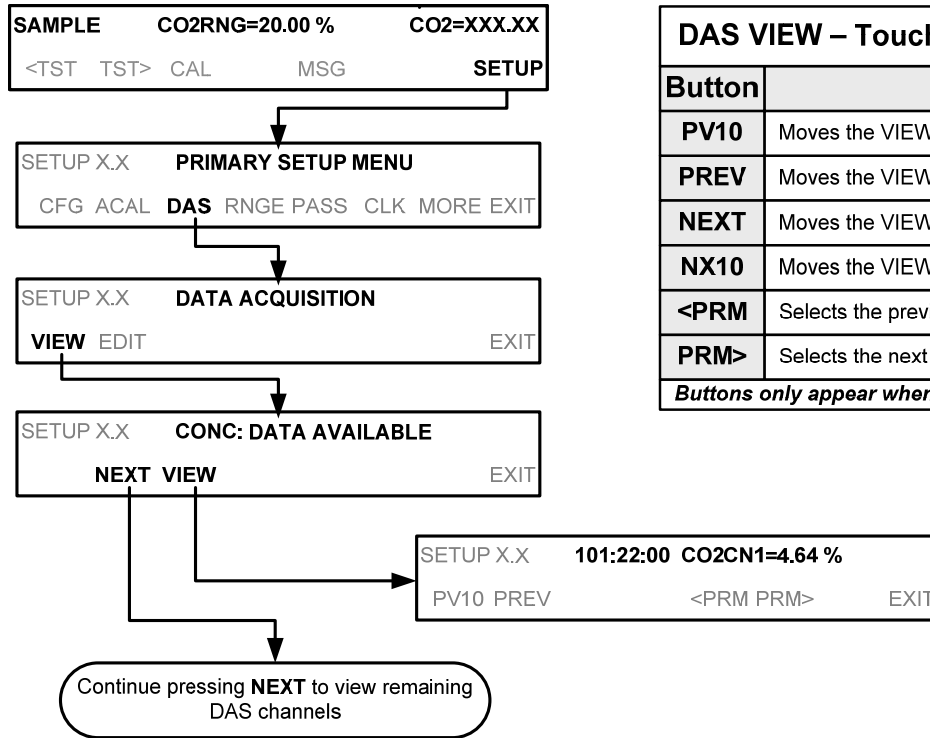 SAMPLE CO2RNG=20.00 % CO2=XXX.XX
<TST TST> CAL MSG SETUP
SETUP X.X PRIMARY SETUP MENU
CFG ACAL DAS RNGE PASS CLK MORE EXIT
SETUP X.X DATA ACQUISITION
VIEW EDIT EXIT
SETUP X.X CONC: DATA AVAILABLE
NEXT VIEW EXIT
SETUP X.X 101:22:00 CO2CN1=4.64 %
PV10 PREV <PRM PRM> EXIT
Continue pressing NEXT to view remaining
DAS channels
DAS VIEW – Touch
Button
PV10 Moves the VIEW
PREV Moves the VIEW
NEXT Moves the VIEW
NX10 Moves the VIEW
<PRM Selects the prev
PRM> Selects the next
Buttons only appear when